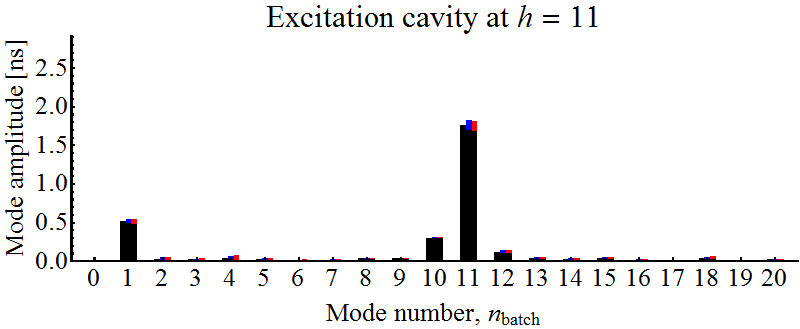 Excitation cavity at h = 11
Mode amplitude [ns]
2.5
2.0
1.5
1.0
0.5
0.0
0 1 2 3 4 5 6 7 8 9 10 11 12 13 14 15 16 17 18 19 20
Mode number, n_batch